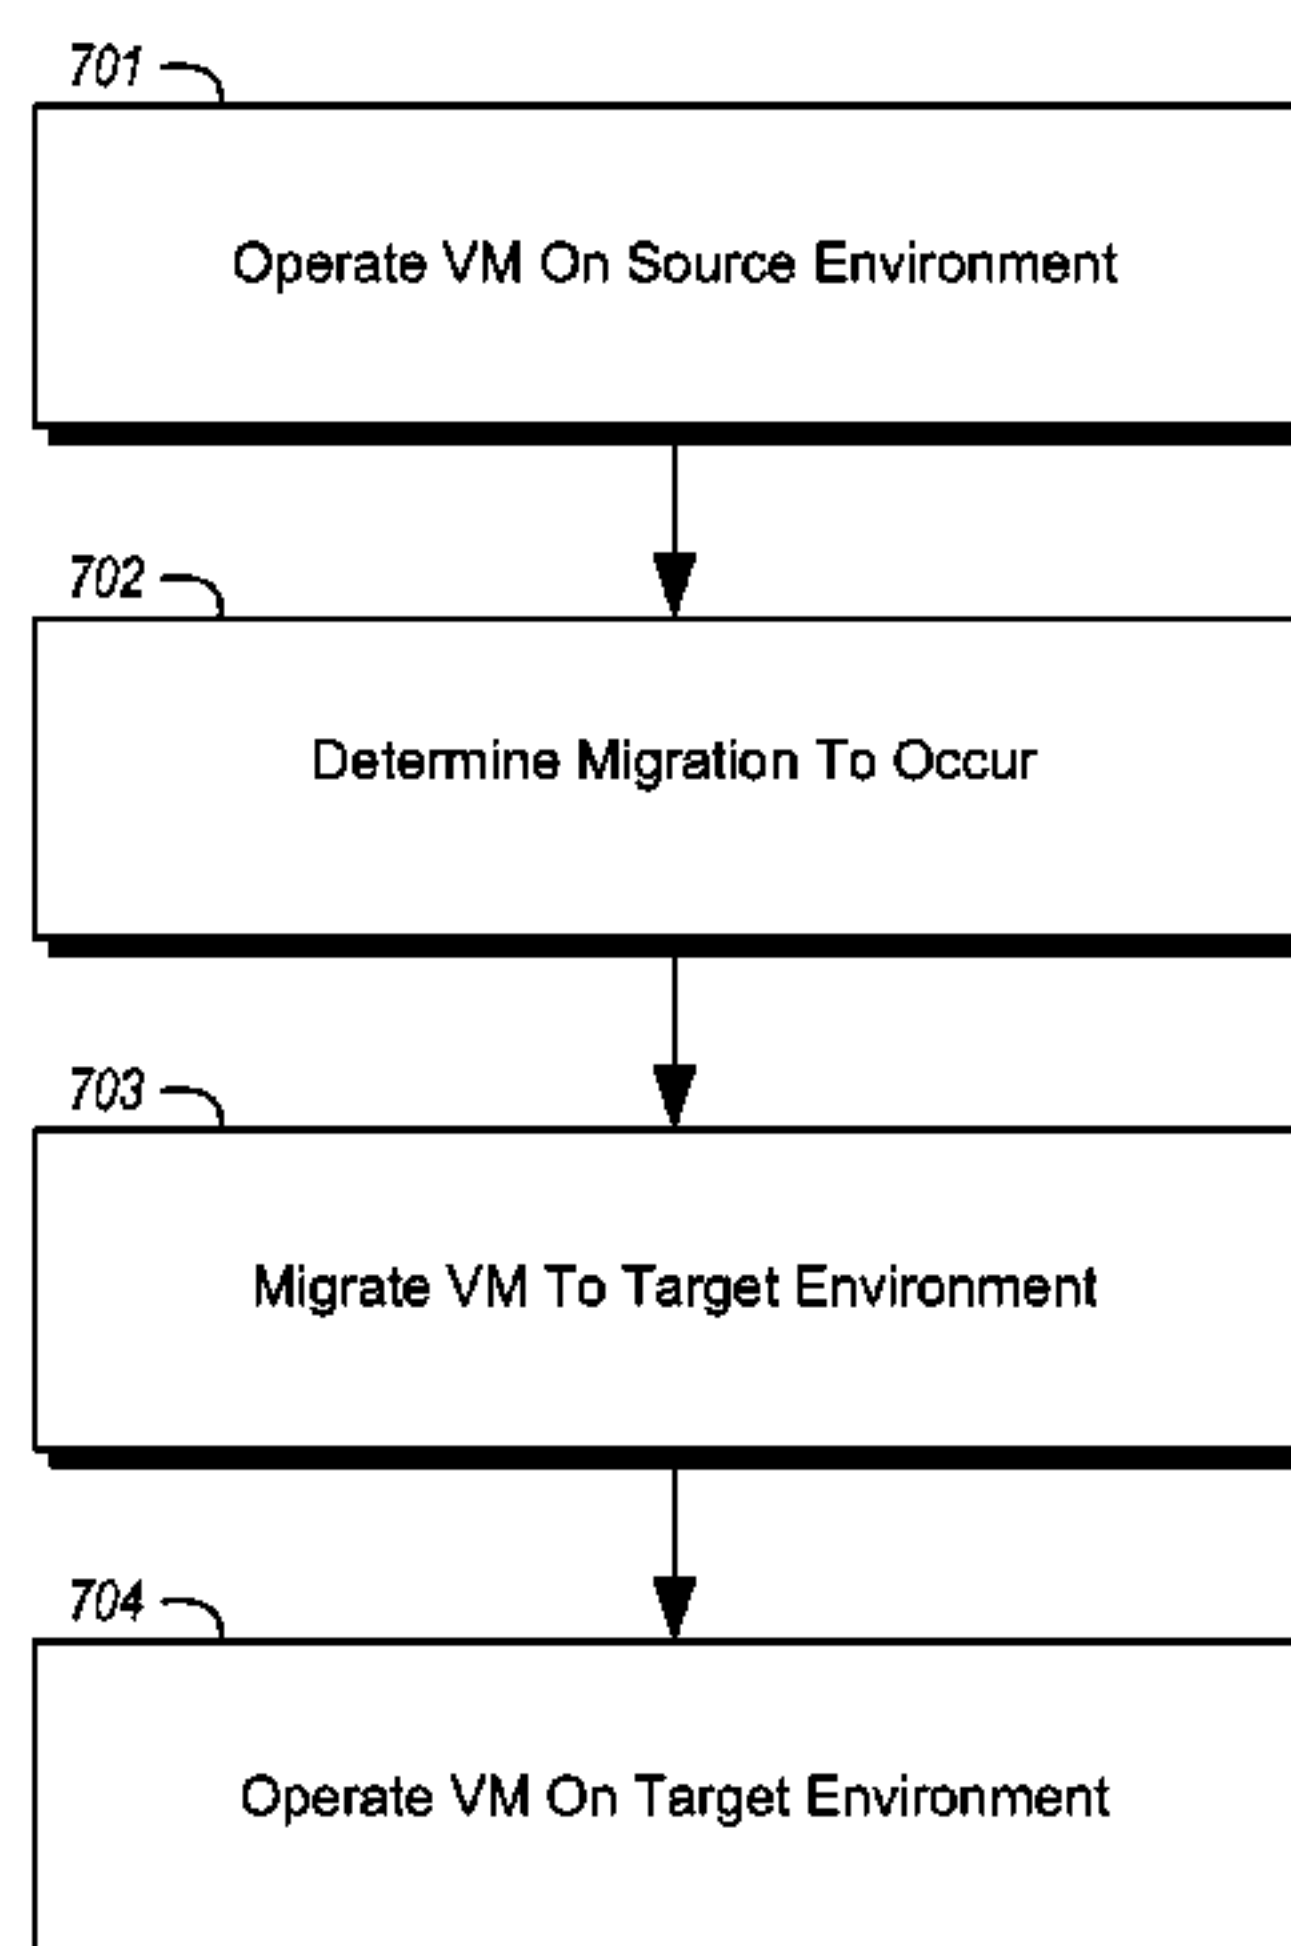 701
Operate VM On Source Environment
702
Determine Migration To Occur
703
Migrate VM To Target Environment
704
Operate VM On Target Environment